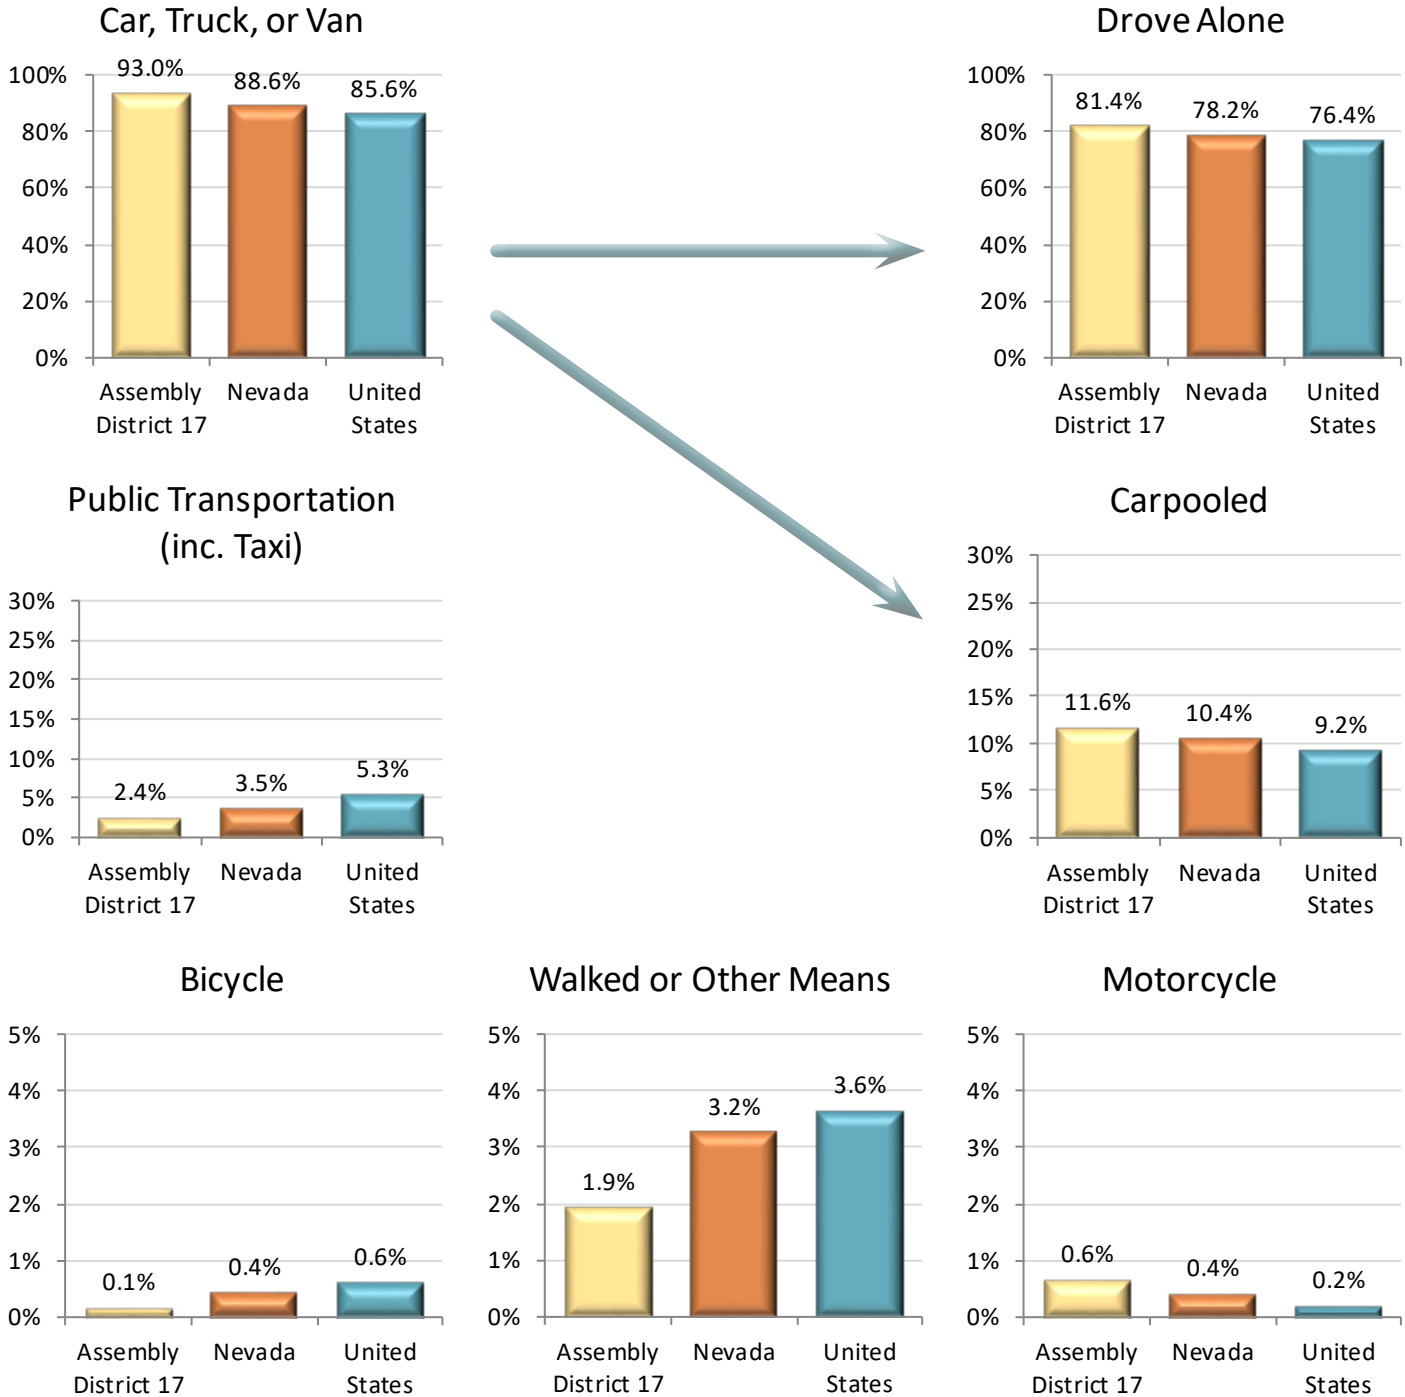 Car, Truck, or Van
100%
80%
60%
40%
20%
0%
93.0%
88.6%
85.6%
Assembly
District 17
Nevada
United
States
Drove Alone
100%
80%
60%
40%
20%
0%
81.4%
78.2%
76.4%
Assembly
District 17
Nevada
United
States
Public Transportation
(inc. Taxi)
30%
25%
20%
15%
10%
5%
0%
2.4%
3.5%
5.3%
Assembly
District 17
Nevada
United
States
Carpooled
30%
25%
20%
15%
10%
5%
0%
11.6%
10.4%
9.2%
Assembly
District 17
Nevada
United
States
Bicycle
5%
4%
3%
2%
1%
0%
0.1%
0.4%
0.6%
Assembly
District 17
Nevada
United
States
Walked or Other Means
5%
4%
3%
2%
1%
0%
1.9%
3.2%
3.6%
Assembly
District 17
Nevada
United
States
Motorcycle
5%
4%
3%
2%
1%
0%
0.6%
0.4%
0.2%
Assembly
District 17
Nevada
United
States